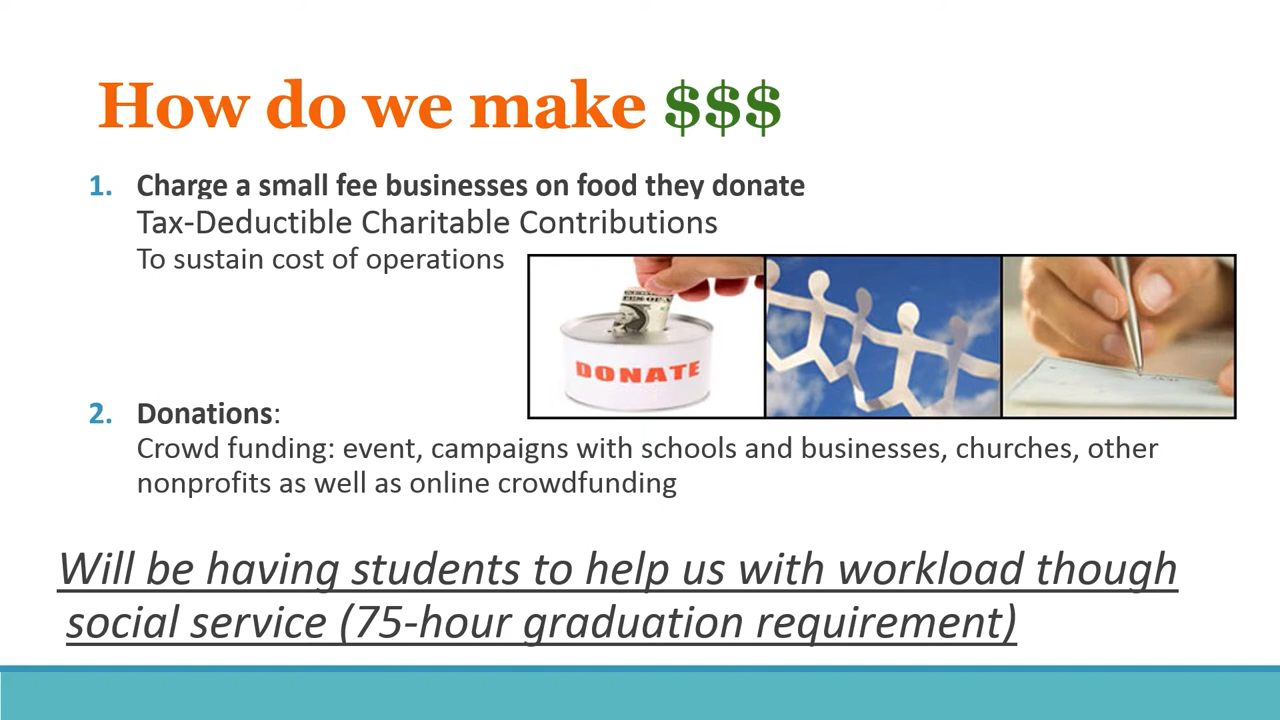 How do we make $$$
1. Charge a small fee businesses on food they donate
Tax-Deductible Charitable Contributions
To sustain cost of operations
DONATE
2. Donations:
Crowd funding: event, campaigns with schools and businesses, churches, other
nonprofits as well as online crowdfunding
Will be having students to help us with workload though
social service (75-hour graduation requirement)